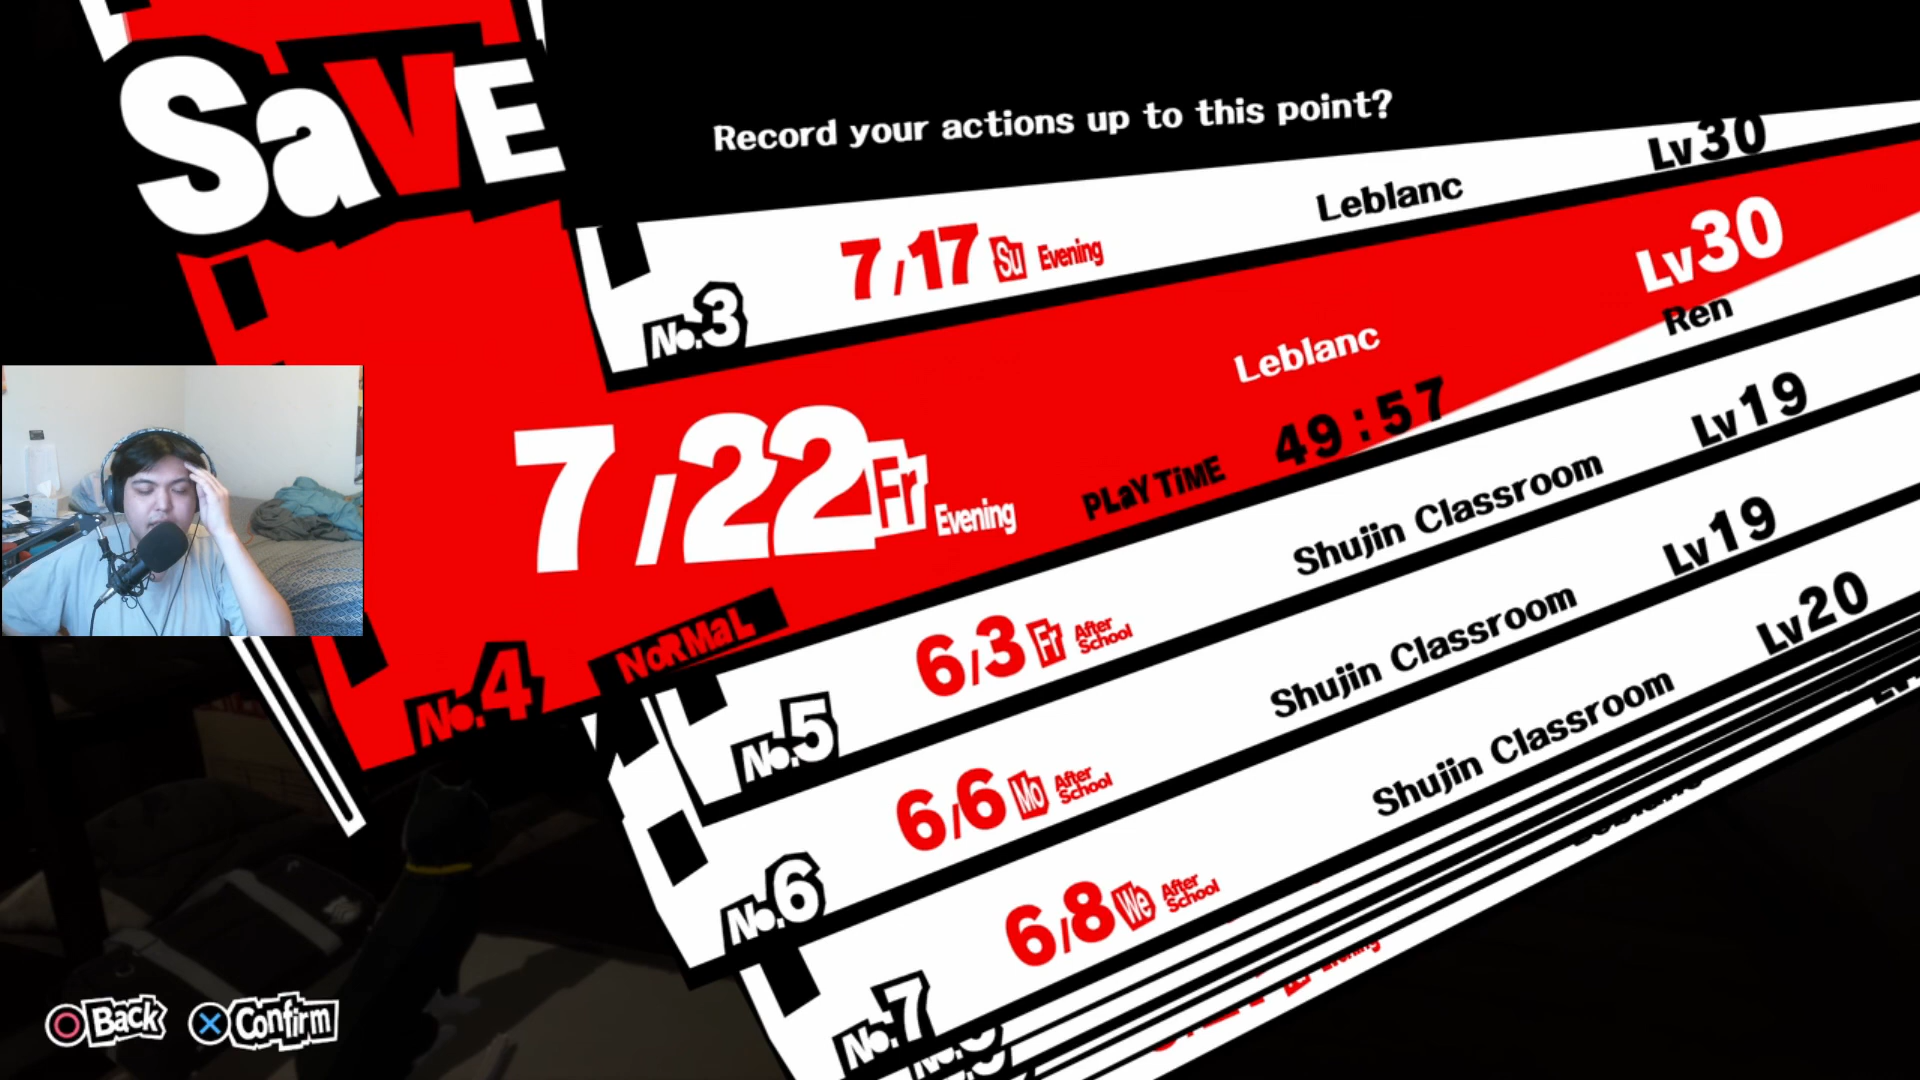 SaVE
Record your actions up to this point?
No.3 7/17 Su Evening Leblanc Lv30
No.4 7/22 Fr Evening Leblanc Lv30
Ren
PLaY TiME 49:57
NoRMaL
No.5 6/3 Fr After School Shujin Classroom Lv19
No.6 6/6 Mo After School Shujin Classroom Lv19
No.7 6/8 We After School Shujin Classroom Lv20
Back Confirm